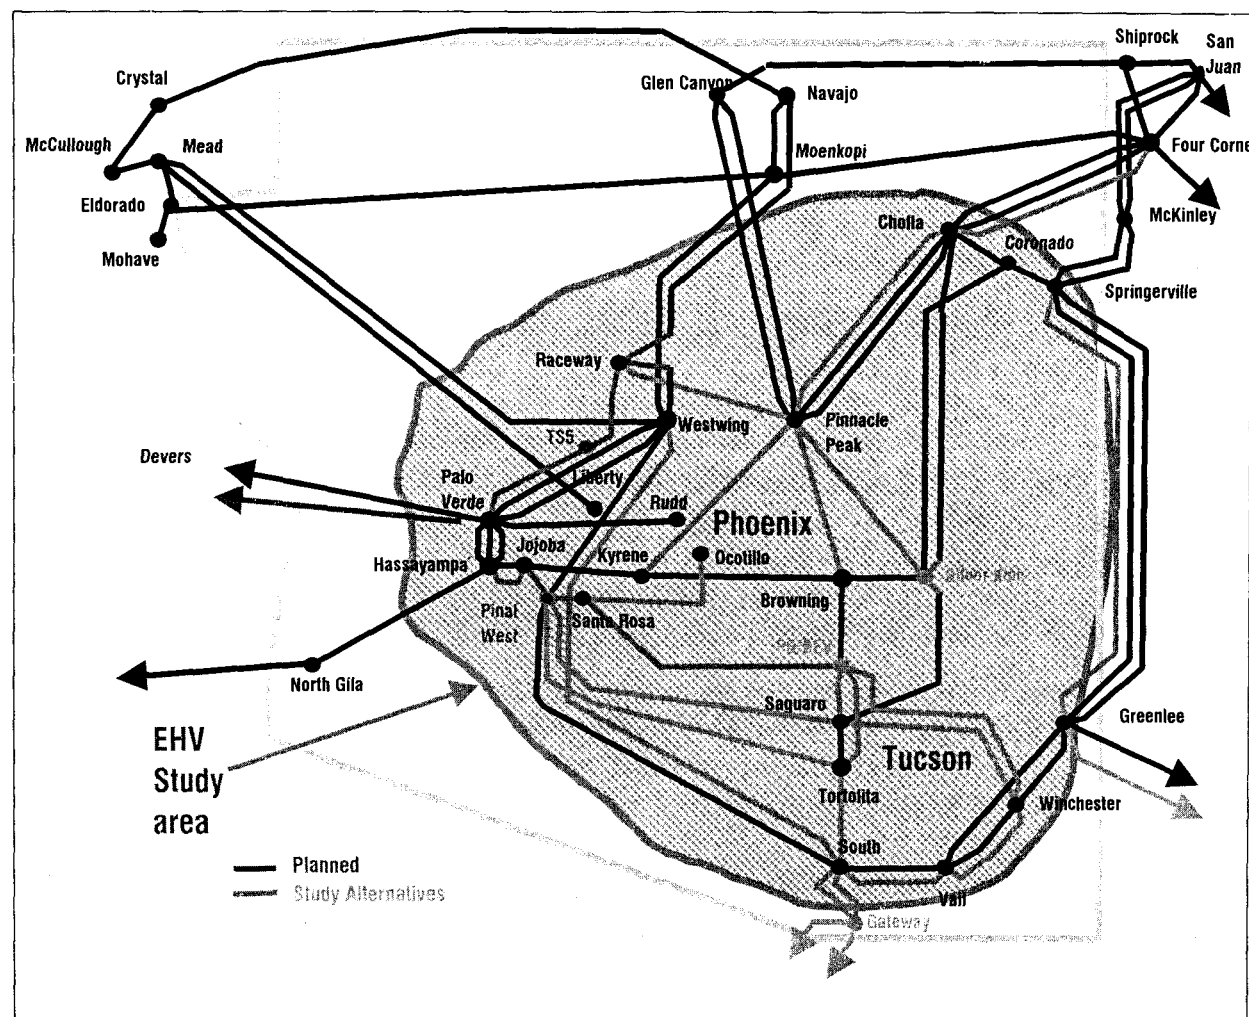 Shiprock
San
Juan
Crystal
Glen Canyon
Navajo
McCullough
Mead
Moenkopi
Four Corne
Eldorado
Cholla
McKinley
Coronado
Mohave
Springerville
Raceway
Westwing
Pinnacle
Peak
TS5
Devers
Palo
Verde
Liberty
Rudd
Phoenix
Jojoba
Hassayampa
Kyrene
Ocotillo
Browning
Pinal
West
Santa Rosa
North Gila
Saguaro
Greenlee
EHV
Study
area
Tucson
Tortolita
Winchester
South
Planned
Study Alternatives
Vail
Gateway